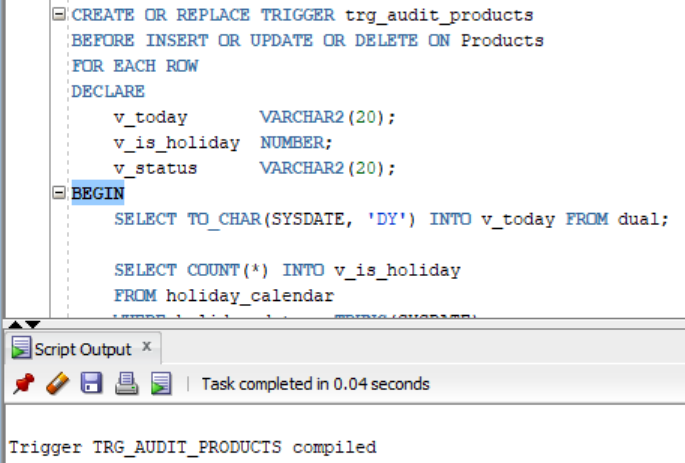 CREATE OR REPLACE TRIGGER trg_audit_products
BEFORE INSERT OR UPDATE OR DELETE ON Products
FOR EACH ROW
DECLARE
    v_today       VARCHAR2(20);
    v_is_holiday  NUMBER;
    v_status      VARCHAR2(20);
BEGIN
    SELECT TO_CHAR(SYSDATE, 'DY') INTO v_today FROM dual;
    SELECT COUNT(*) INTO v_is_holiday
    FROM holiday_calendar
Script Output x
Task completed in 0.04 seconds
Trigger TRG_AUDIT_PRODUCTS compiled